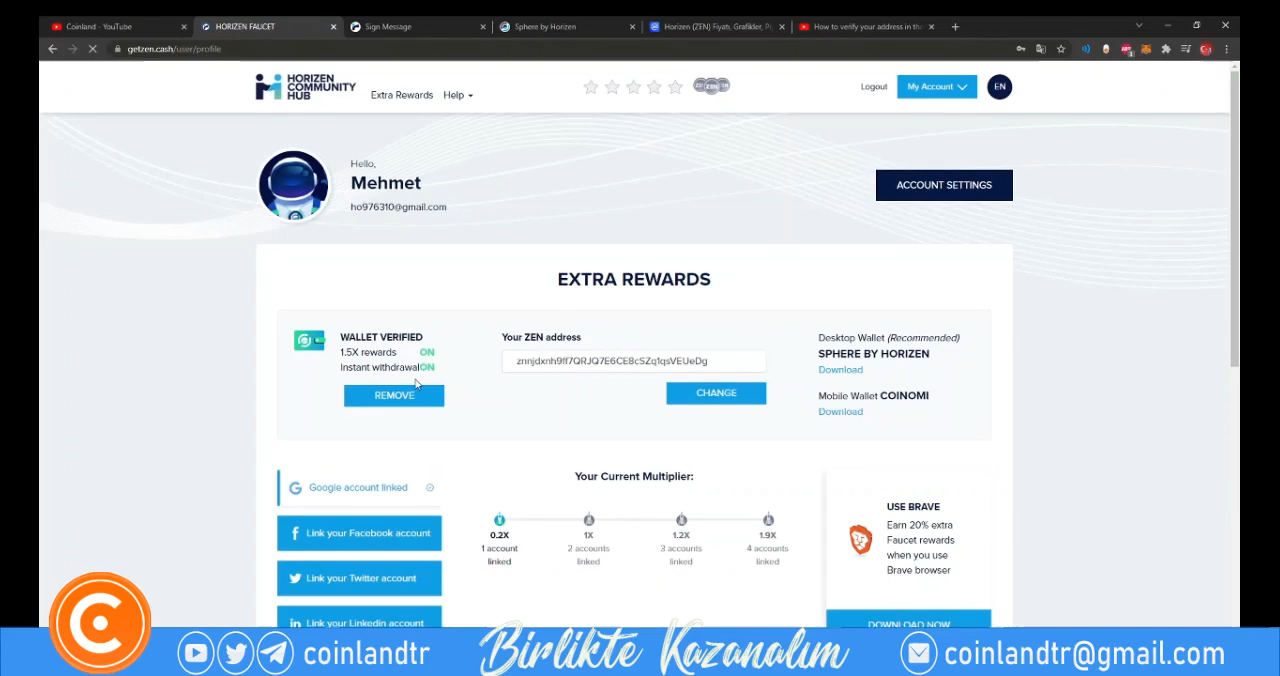 Coinland - YouTube
HORIZEN FAUCET
Sign Message
Sphere by Horizen
Horizen (ZEN) Fiyatı, Grafikler, Pi
How to verify your address in the
getzen.cash/user/profile
HORIZEN
COMMUNITY
HUB
Extra Rewards
Help
Logout
My Account
EN
Hello,
Mehmet
ho976310@gmail.com
ACCOUNT SETTINGS
EXTRA REWARDS
WALLET VERIFIED
1.5X rewards ON
Instant withdrawal ON
REMOVE
Your ZEN address
znnjdxnh9ff7QRJQ7E6CE8cSZq1qsVEUeDg
CHANGE
Desktop Wallet (Recommended)
SPHERE BY HORIZEN
Download
Mobile Wallet COINOMI
Download
Google account linked
Link your Facebook account
Link your Twitter account
Link your Linkedin account
Your Current Multiplier:
0.2X 1X 1.2X 1.9X
1 account 2 accounts 3 accounts 4 accounts
linked linked linked linked
USE BRAVE
Earn 20% extra
Faucet rewards
when you use
Brave browser
DOWNLOAD NOW
coinlandtr
Birlikte Kazanalım
coinlandtr@gmail.com